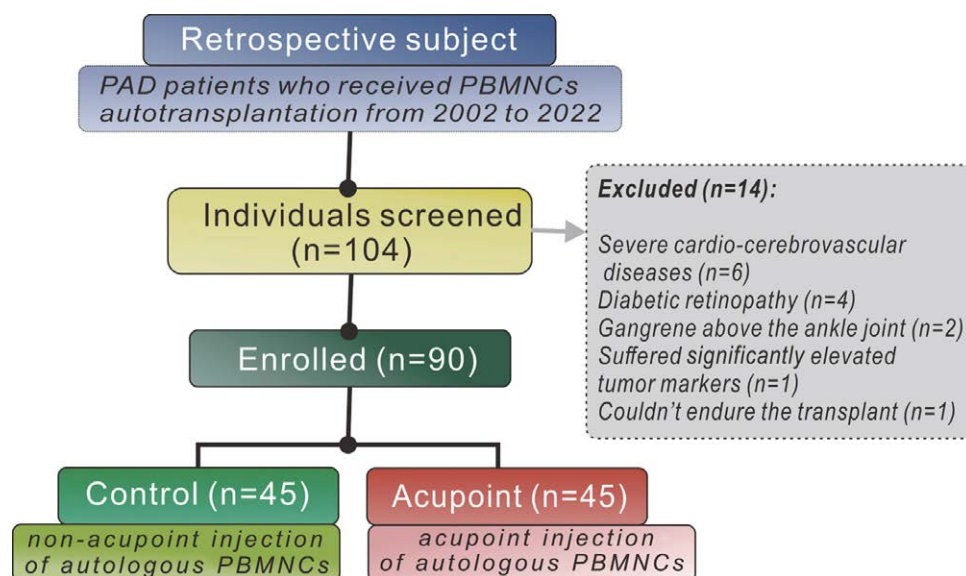 Retrospective subject
PAD patients who received PBMNCs
autotransplantation from 2002 to 2022
Individuals screened
(n=104)
Excluded (n=14):
Severe cardio-cerebrovascular
diseases (n=6)
Diabetic retinopathy (n=4)
Gangrene above the ankle joint (n=2)
Suffered significantly elevated
tumor markers (n=1)
Couldn't endure the transplant (n=1)
Enrolled (n=90)
Control (n=45)
non-acupoint injection
of autologous PBMNCs
Acupoint (n=45)
acupoint injection
of autologous PBMNCs